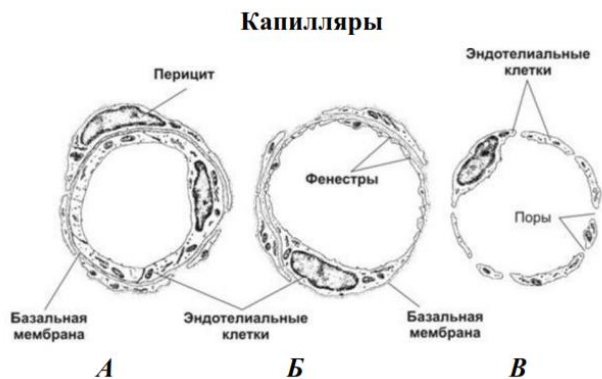 Капилляры
Перицит
Эндотелиальные
клетки
Фенестры
Поры
Базальная
мембрана
Эндотелиальные
клетки
Базальная
мембрана
А
Б
В